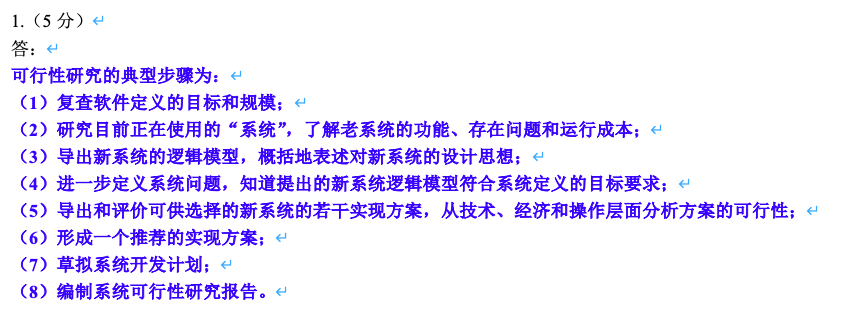 1.（5 分）
答：
可行性研究的典型步骤为：
（1）复查软件定义的目标和规模；
（2）研究目前正在使用的“系统”，了解老系统的功能、存在问题和运行成本；
（3）导出新系统的逻辑模型，概括地表述对新系统的设计思想；
（4）进一步定义系统问题，知道提出的新系统逻辑模型符合系统定义的目标要求；
（5）导出和评价可供选择的新系统的若干实现方案，从技术、经济和操作层面分析方案的可行性；
（6）形成一个推荐的实现方案；
（7）草拟系统开发计划；
（8）编制系统可行性研究报告。